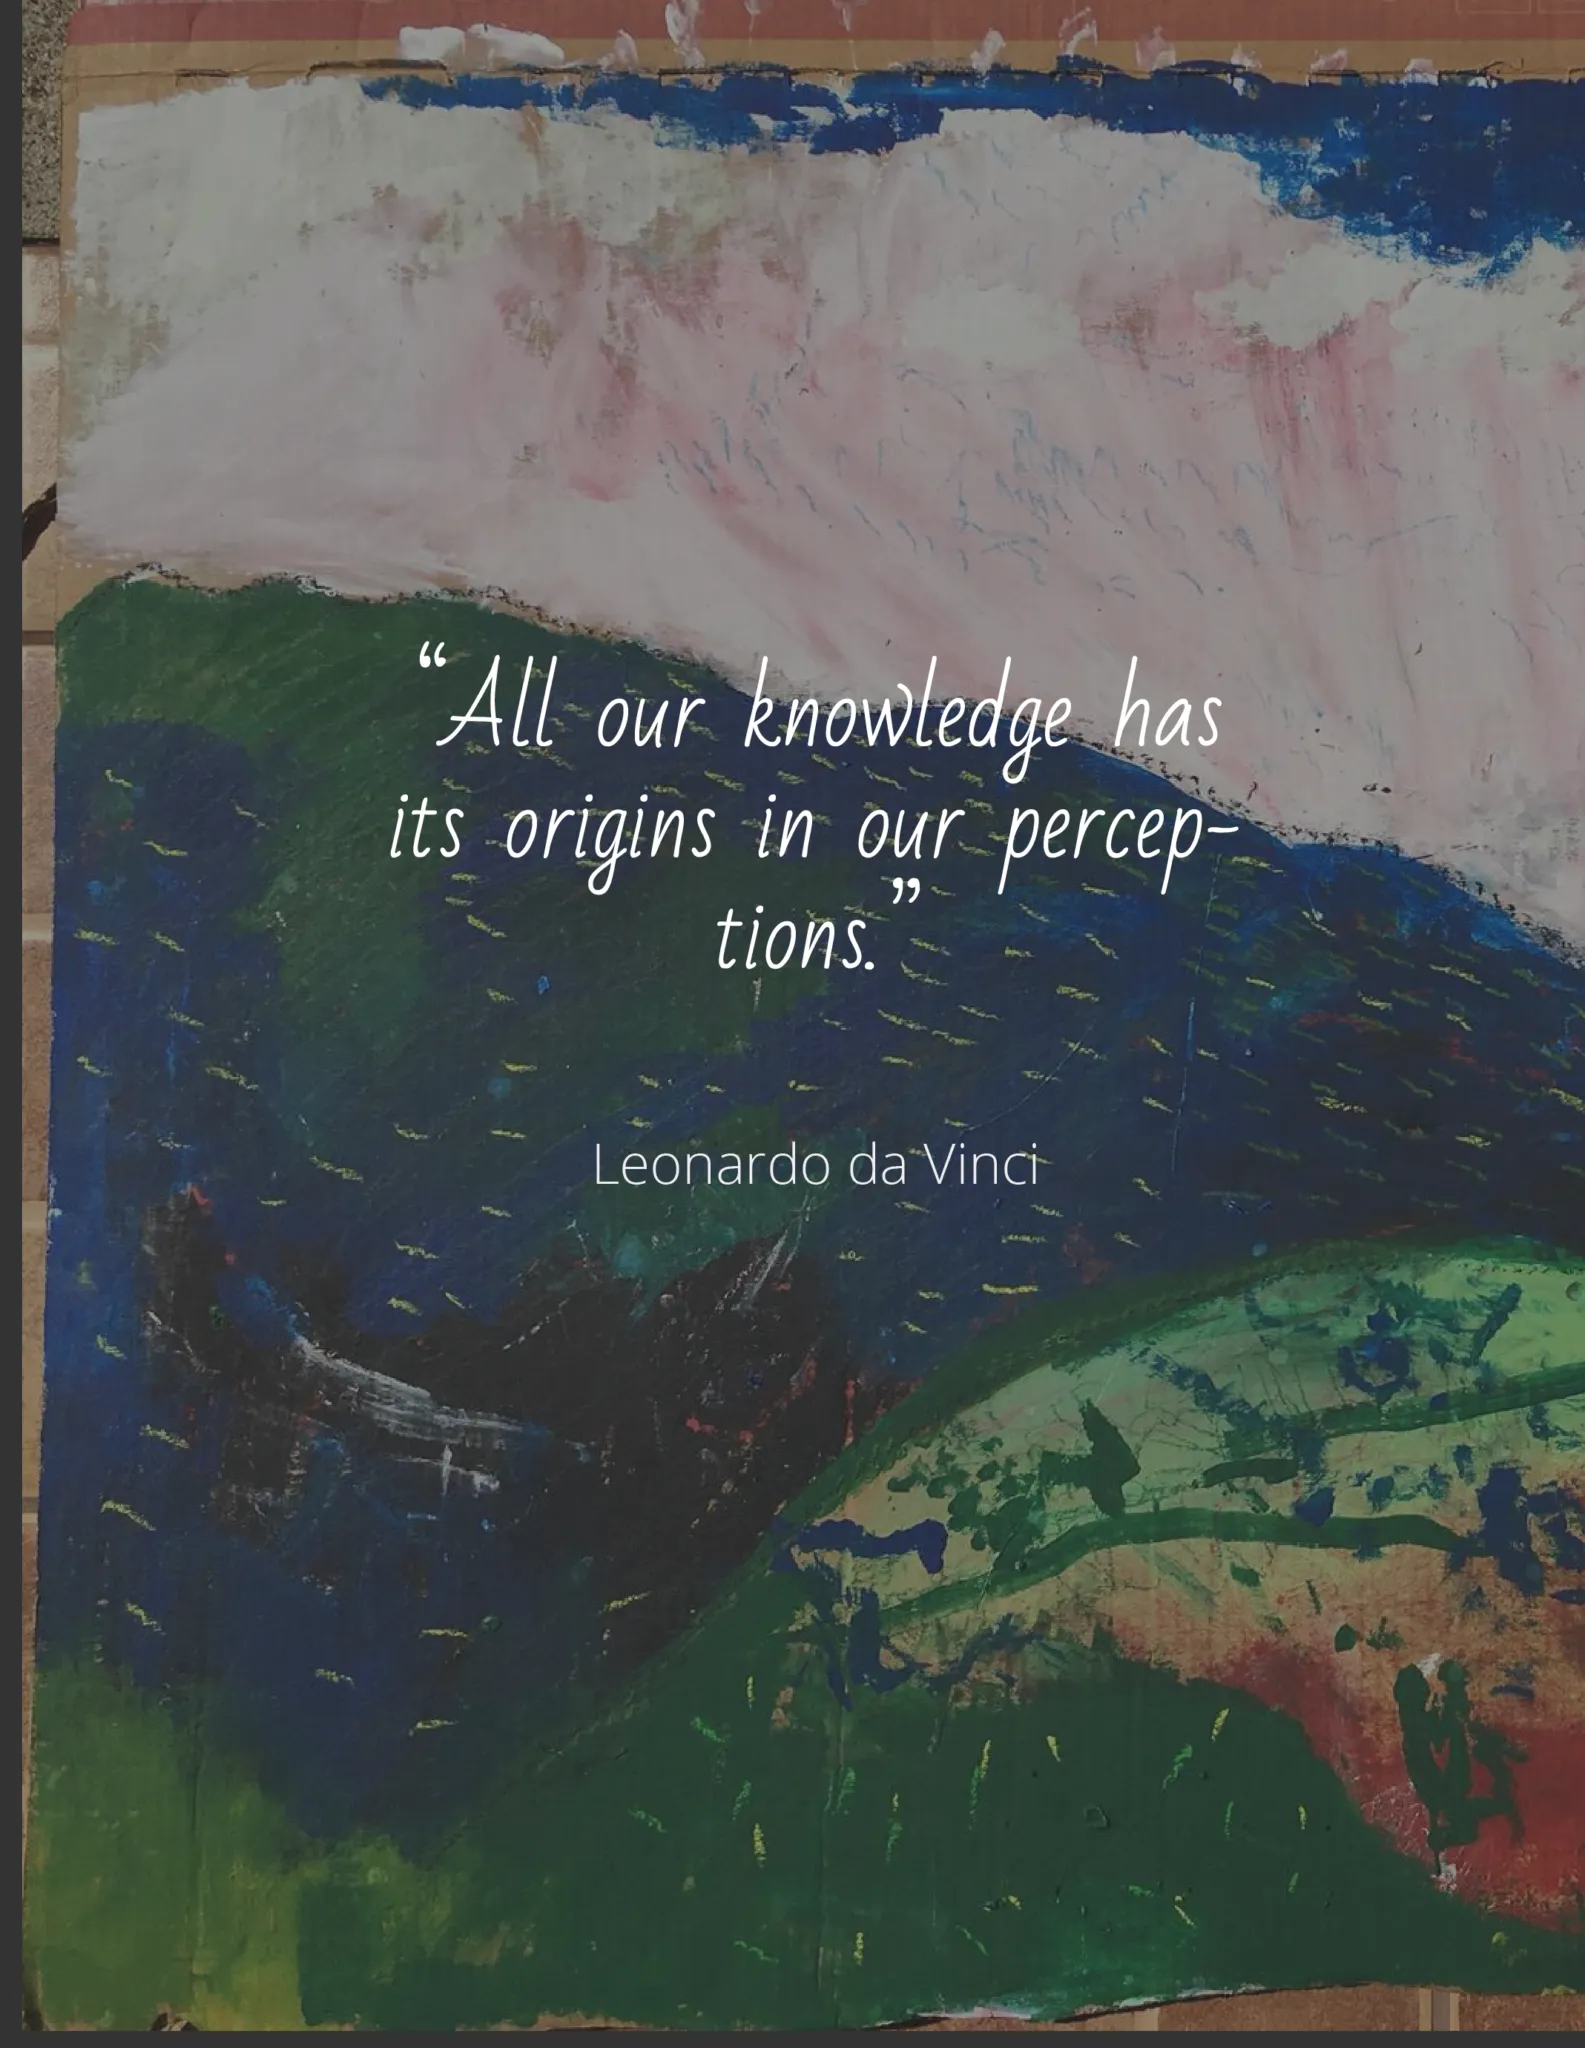 “All our knowledge has
its origins in our percep-
tions.”
Leonardo da Vinci